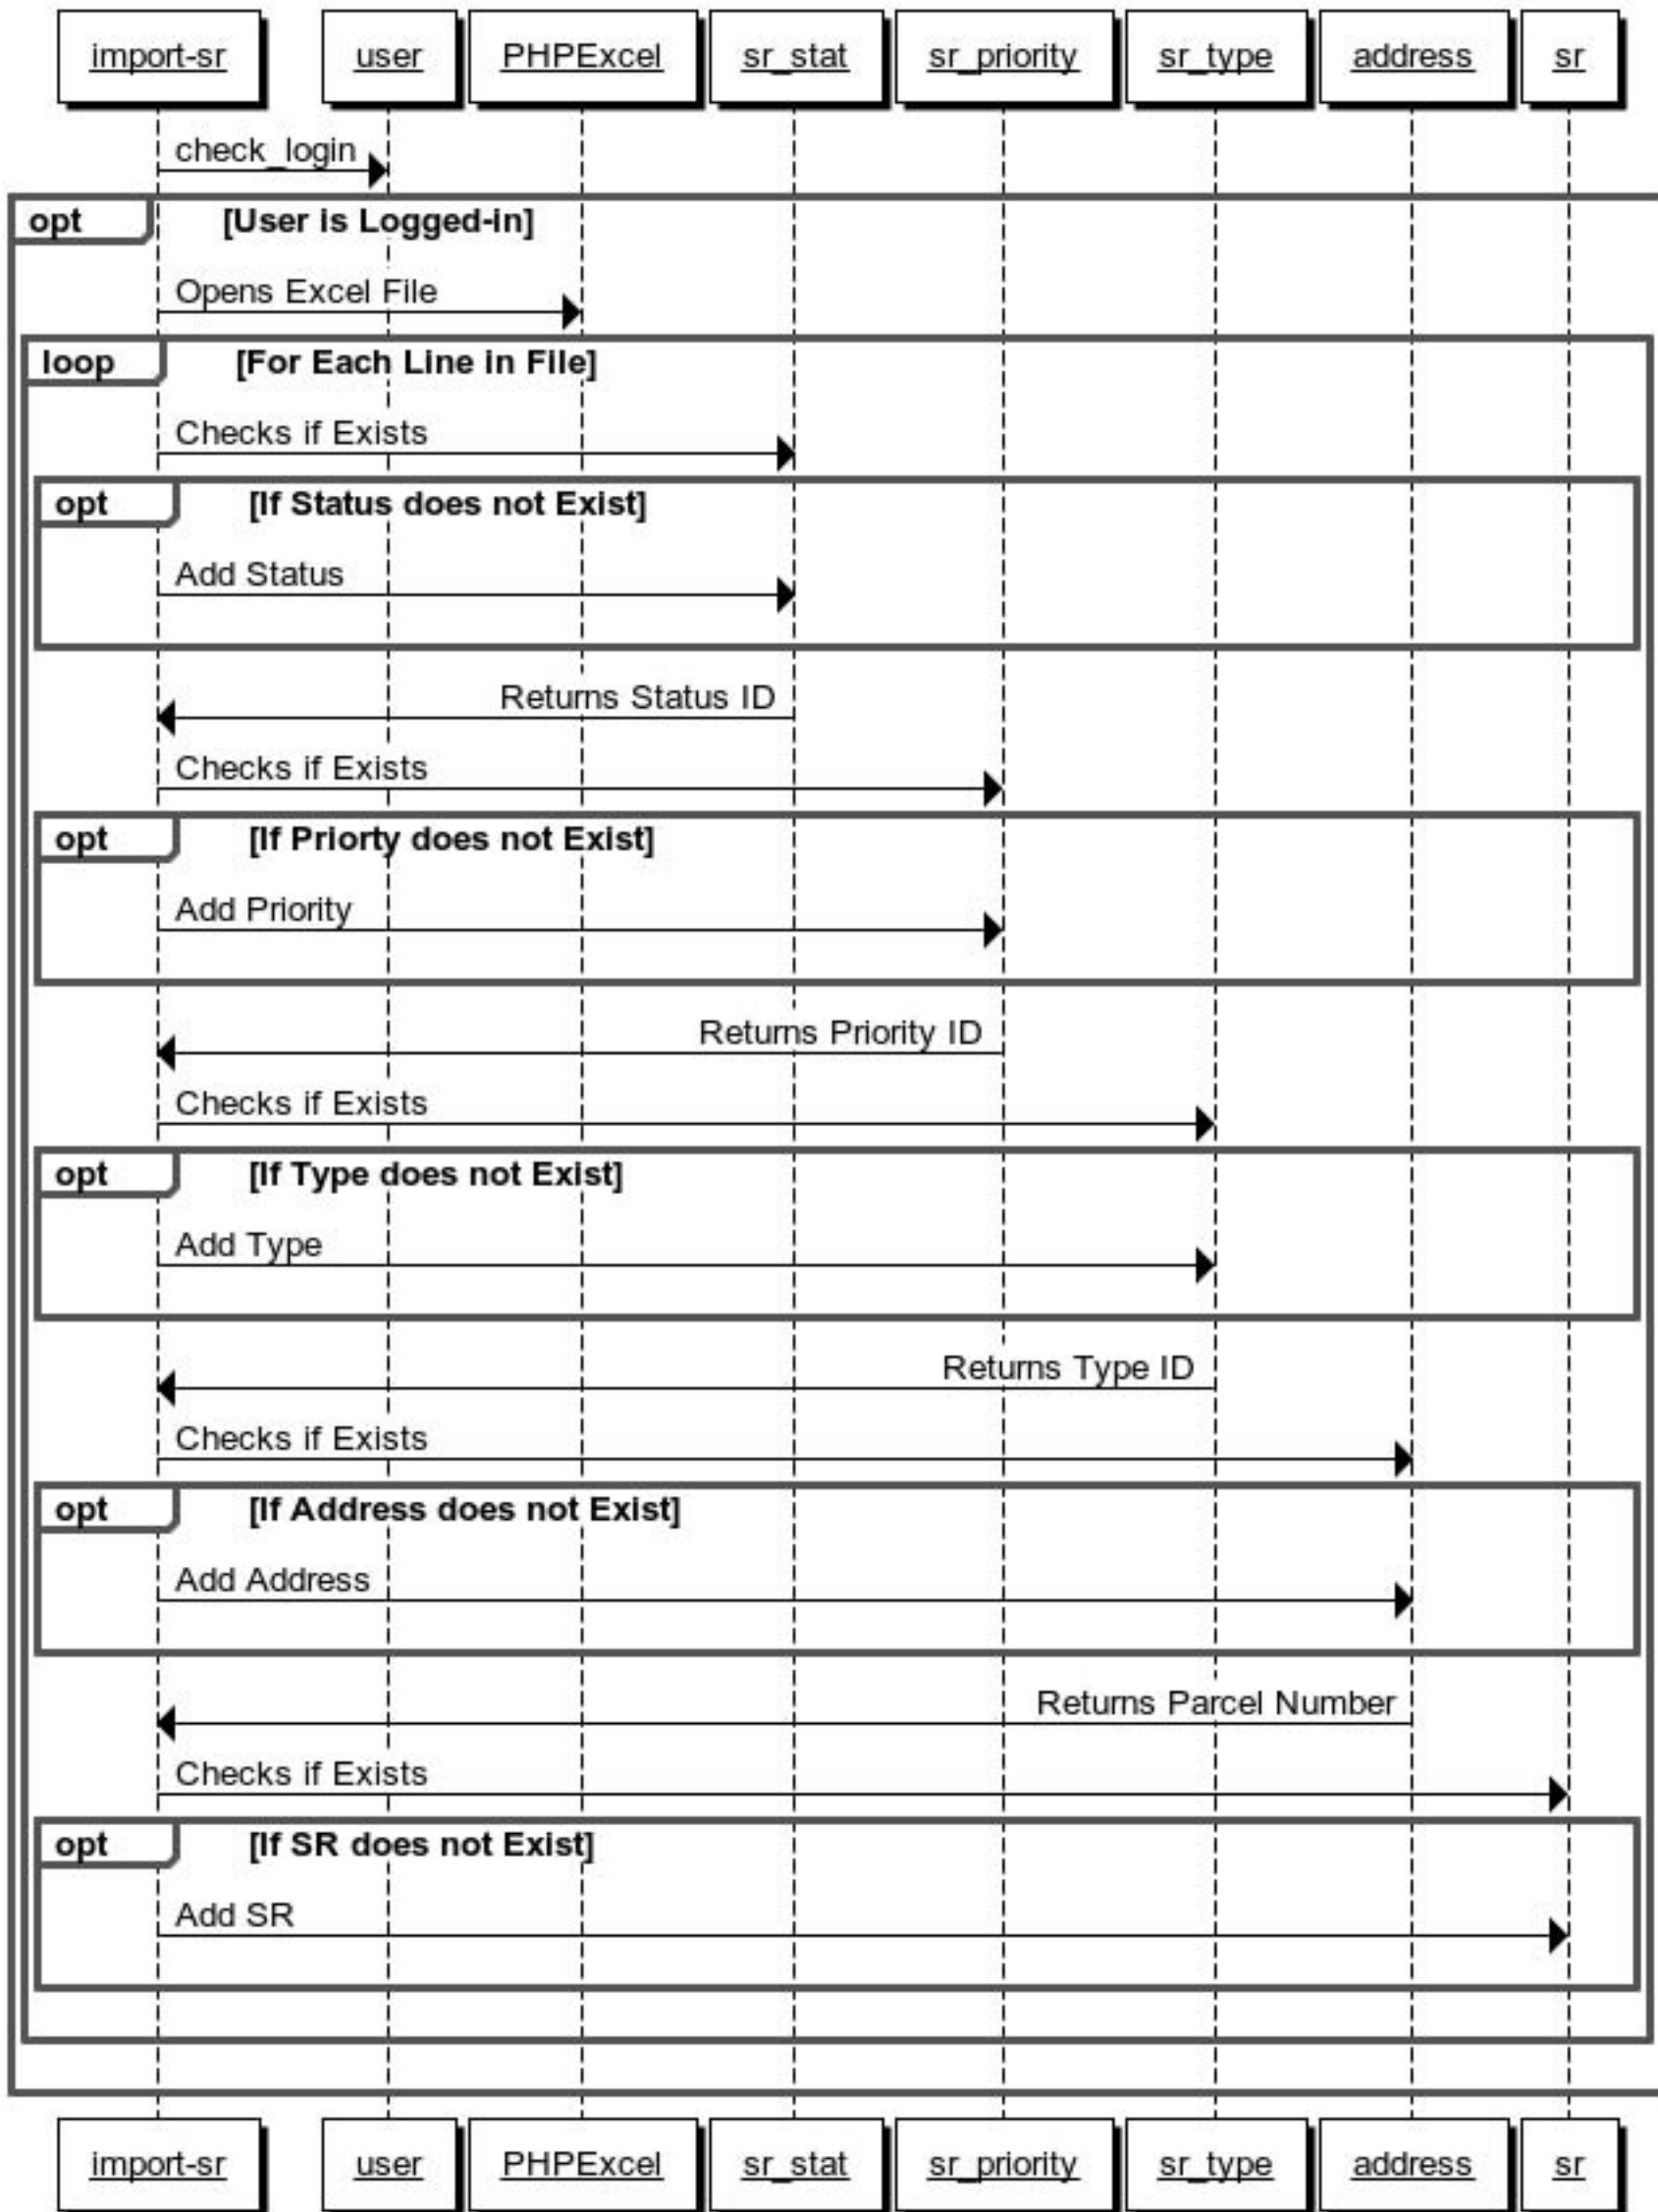 import-sr user PHPExcel sr_stat sr_priority sr_type address sr
check_login
opt [User is Logged-in]
Opens Excel File
loop [For Each Line in File]
Checks if Exists
opt [If Status does not Exist]
Add Status
Returns Status ID
Checks if Exists
opt [If Priorty does not Exist]
Add Priority
Returns Priority ID
Checks if Exists
opt [If Type does not Exist]
Add Type
Returns Type ID
Checks if Exists
opt [If Address does not Exist]
Add Address
Returns Parcel Number
Checks if Exists
opt [If SR does not Exist]
Add SR
import-sr user PHPExcel sr_stat sr_priority sr_type address sr